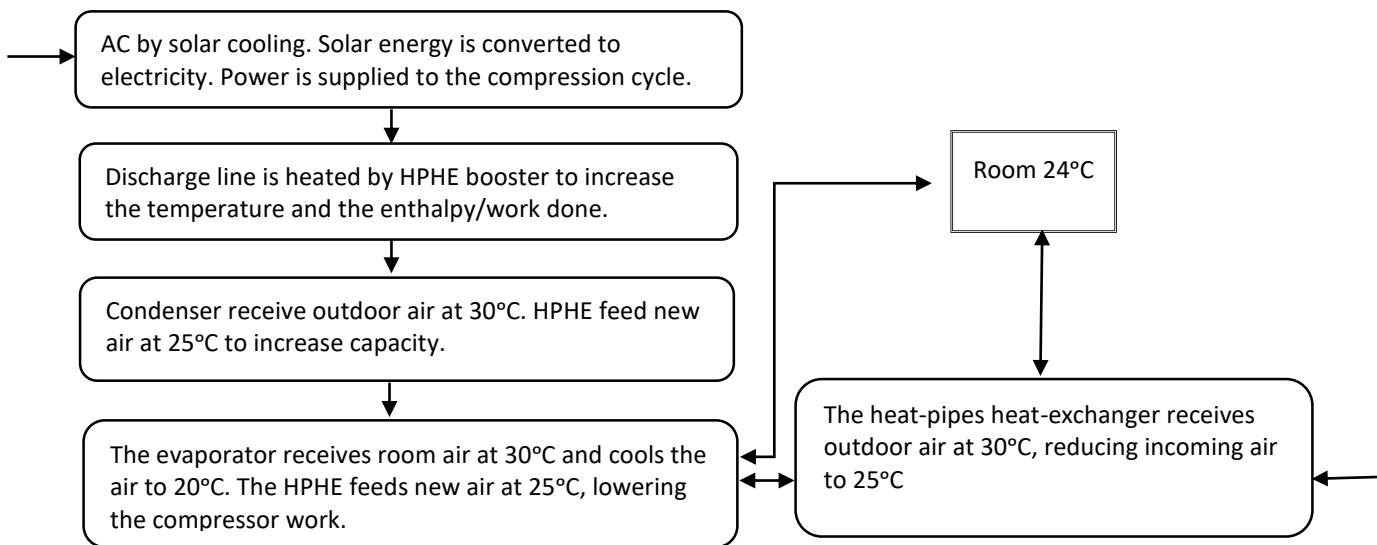 AC by solar cooling. Solar energy is converted to
electricity. Power is supplied to the compression cycle.
Discharge line is heated by HPHE booster to increase
the temperature and the enthalpy/work done.
Room 24°C
Condenser receive outdoor air at 30°C. HPHE feed new
air at 25°C to increase capacity.
The evaporator receives room air at 30°C and cools the
air to 20°C. The HPHE feeds new air at 25°C, lowering
the compressor work.
The heat-pipes heat-exchanger receives
outdoor air at 30°C, reducing incoming air
to 25°C